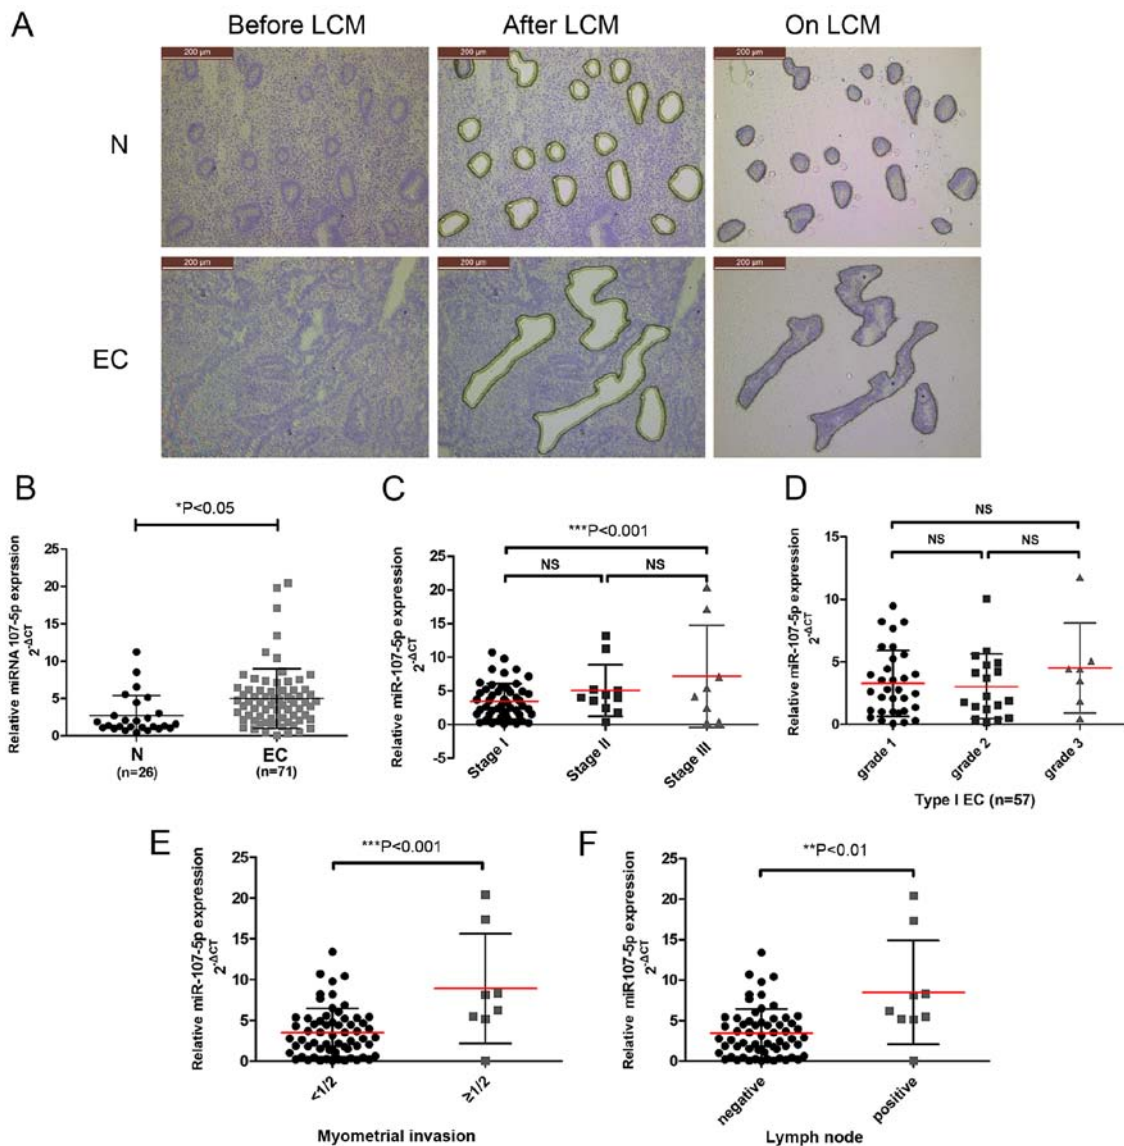 A
Before LCM
After LCM
On LCM
N
200 µm
200 µm
200 µm
EC
200 µm
200 µm
200 µm
B
*P<0.05
Relative miRNA 107-5p exprssion
2^-ΔCT
25
20
15
10
5
0
N
(n=26)
EC
(n=71)
C
***P<0.001
NS
NS
Relative miR-107-5p expression
2^-ΔCT
25
20
15
10
5
0
-5
Stage I
Stage II
Stage III
D
NS
NS
NS
Relative miR-107-5p expression
2^-ΔCT
15
10
5
0
grade 1
grade 2
grade 3
Type I EC (n=57)
E
***P<0.001
Relative miR-107-5p expression
2^-ΔCT
25
20
15
10
5
0
<1/2
≥1/2
Myometrial invasion
F
**P<0.01
Relative miR107-5p expression
2^-ΔCT
25
20
15
10
5
0
negative
positive
Lymph node